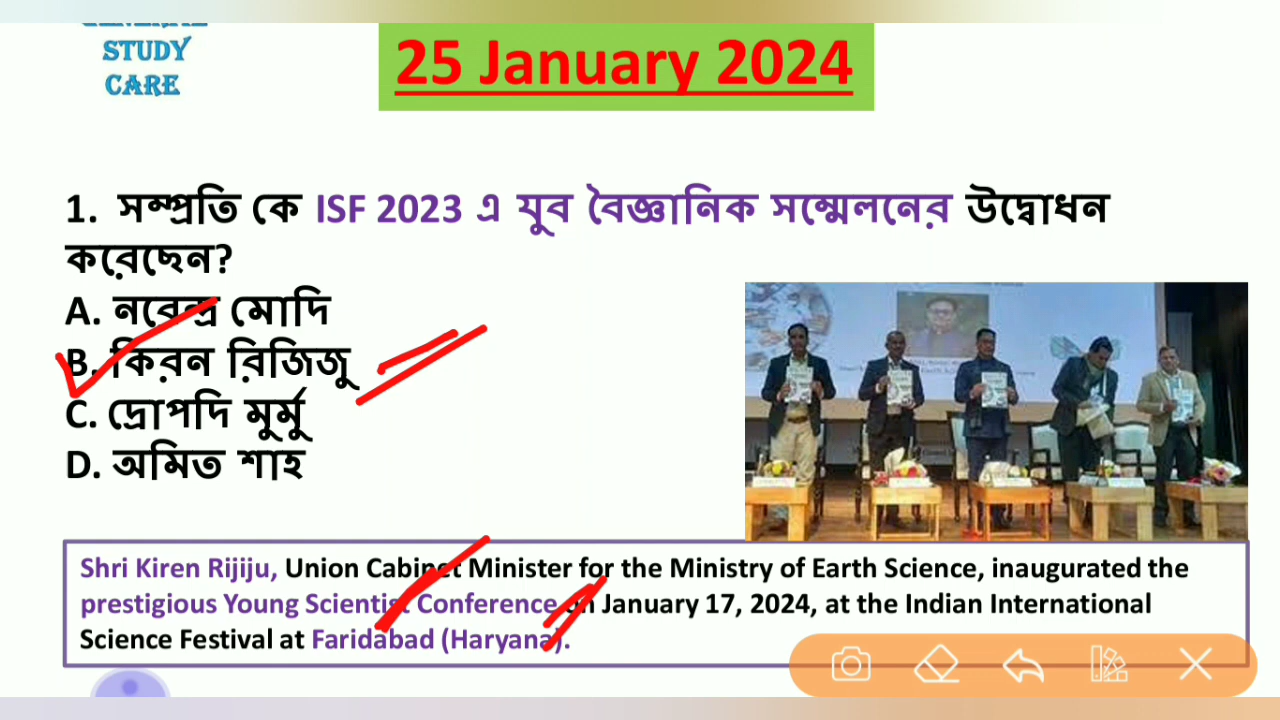 GENERAL
STUDY
CARE
25 January 2024
1. সম্প্রতি কে ISF 2023 এ যুব বৈজ্ঞানিক সম্মেলনের উদ্বোধন
করেছেন?
A. নরেন্দ্র মোদি
B. কিরন রিজিজু
C. দ্রোপদি মুর্মু
D. অমিত শাহ
Shri Kiren Rijiju, Union Cabinet Minister for the Ministry of Earth Science, inaugurated the
prestigious Young Scientist Conference on January 17, 2024, at the Indian International
Science Festival at Faridabad (Haryana).